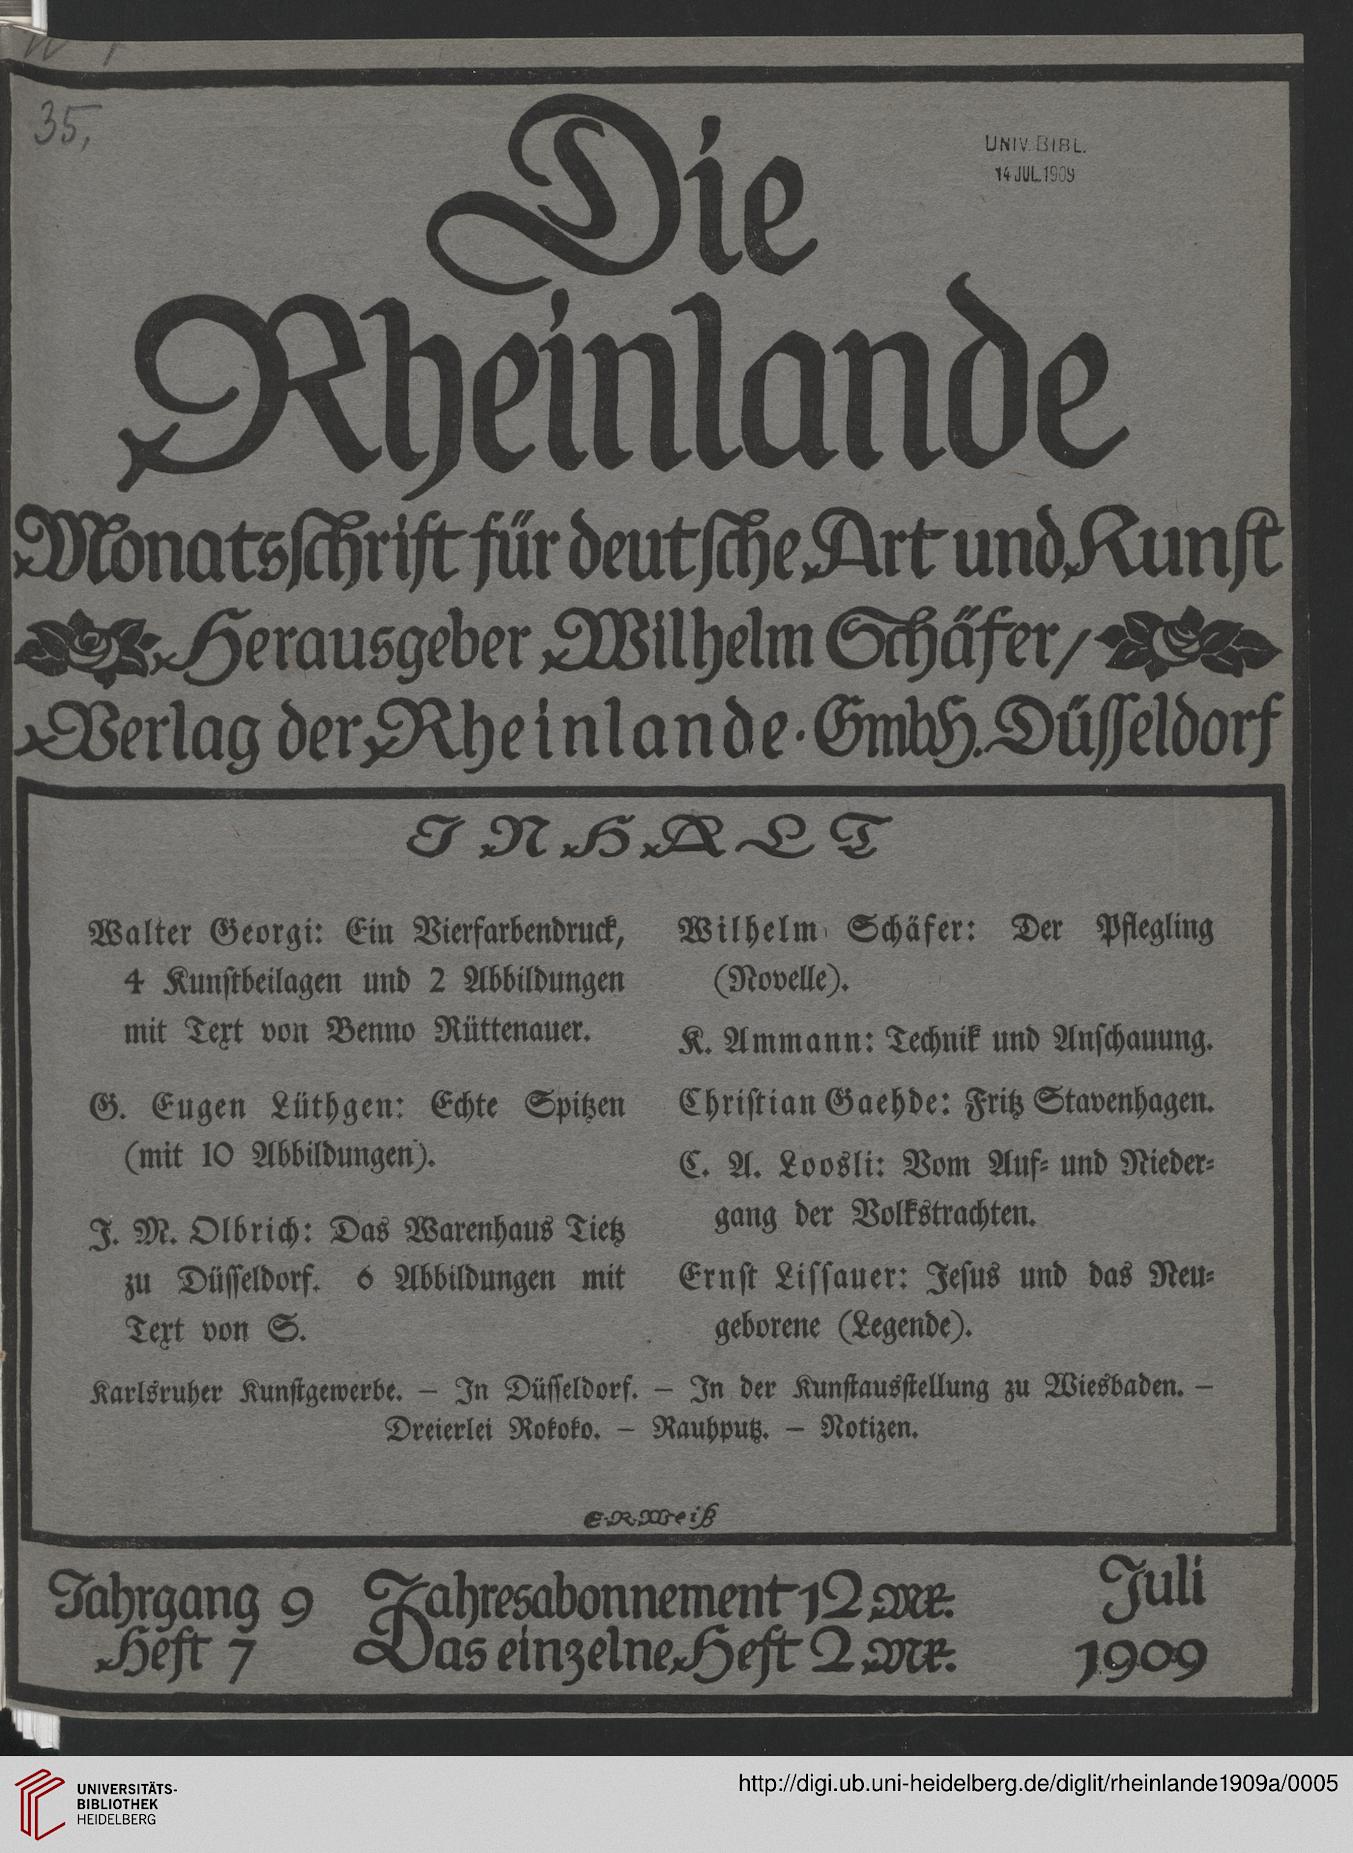 35,
UNIV. BIBL.
14 JUL. 1909
Die
Rheinlande
Monatsschrift für deutsche Art und Kunst
Herausgeber Wilhelm Schäfer/
Verlag der Rheinlande · GmbH. Düsseldorf
INHALT
Walter Georgi: Ein Vierfarbendruck,
4 Kunstbeilagen und 2 Abbildungen
mit Text von Benno Rüttenauer.
G. Eugen Lüthgen: Echte Spitzen
(mit 10 Abbildungen).
J. M. Olbrich: Das Warenhaus Tietz
zu Düsseldorf. 6 Abbildungen mit
Text von S.
Wilhelm Schäfer: Der Pflegling
(Novelle).
K. Ammann: Technik und Anschauung.
Christian Gaehde: Fritz Stavenhagen.
C. A. Loosli: Vom Auf- und Nieder-
gang der Volkstrachten.
Ernst Lissauer: Jesus und das Neu-
geborene (Legende).
Karlsruher Kunstgewerbe. — In Düsseldorf. — In der Kunstausstellung zu Wiesbaden. —
Dreierlei Rokoko. — Rauhputz. — Notizen.
E·R·Weiß
Jahrgang 9 Jahresabonnement 12 Mk. Juli
Heft 7 Das einzelne Heft 2 Mk. 1909
UNIVERSITÄTS-
BIBLIOTHEK
HEIDELBERG
http://digi.ub.uni-heidelberg.de/diglit/rheinlande1909a/0005